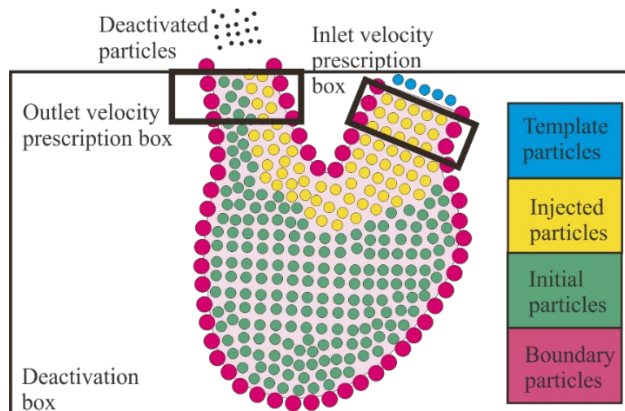 Deactivated
particles
Inlet velocity
prescription
box
Outlet velocity
prescription box
Template
particles
Injected
particles
Initial
particles
Boundary
particles
Deactivation
box